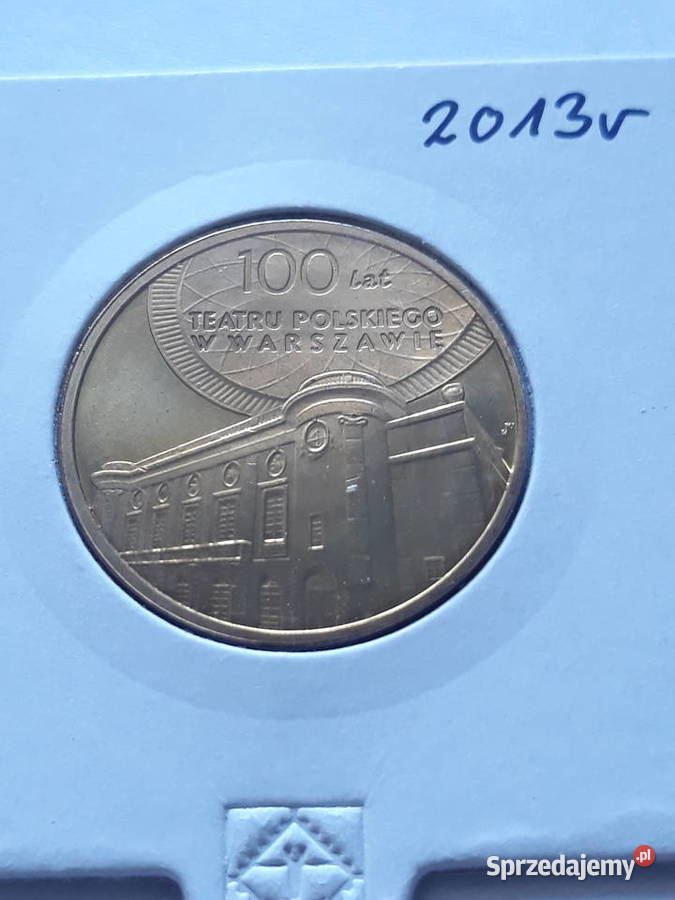 2013r
100 lat
TEATRU POLSKIEGO
W WARSZAWIE
Sprzedajemy.pl